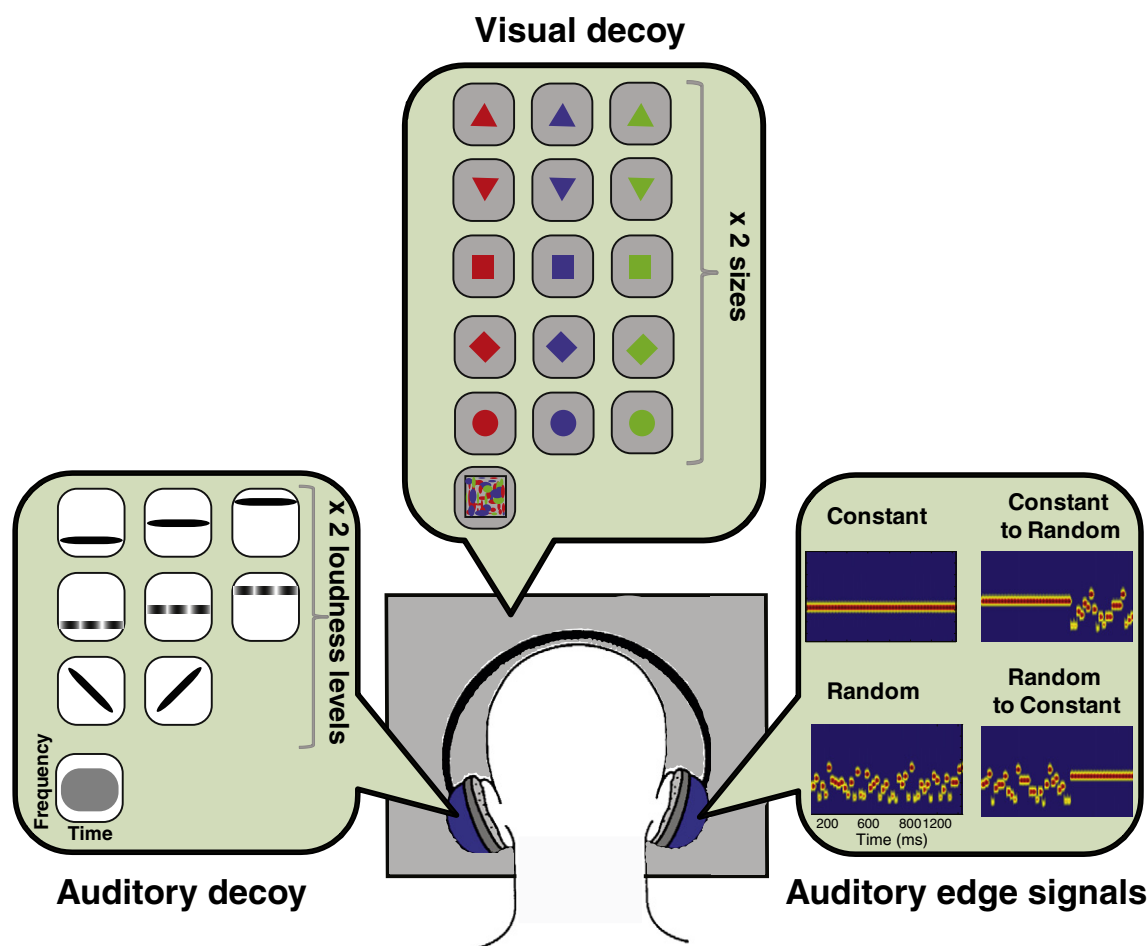 Visual decoy
x 2 sizes
x 2 loudness levels
Frequency
Time
Auditory decoy
Constant
Constant
to Random
Random
Random
to Constant
200 600 800 1200
Time (ms)
Auditory edge signals